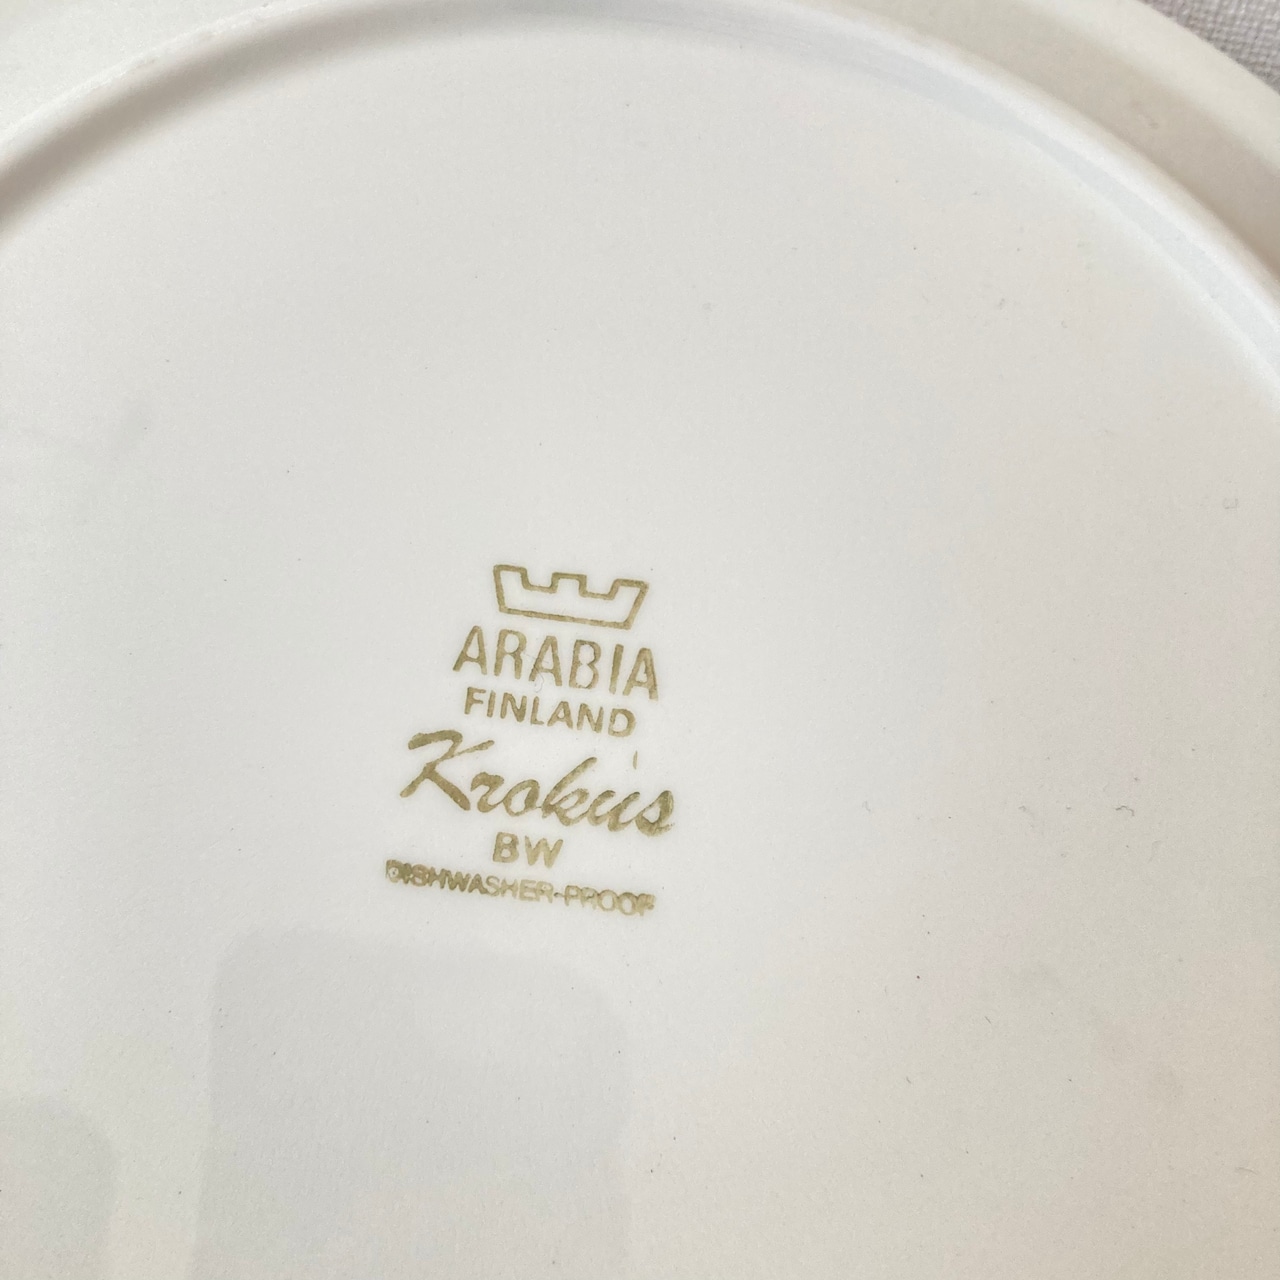 ARABIA
FINLAND
Krokus
BW
DISHWASHER-PROOF